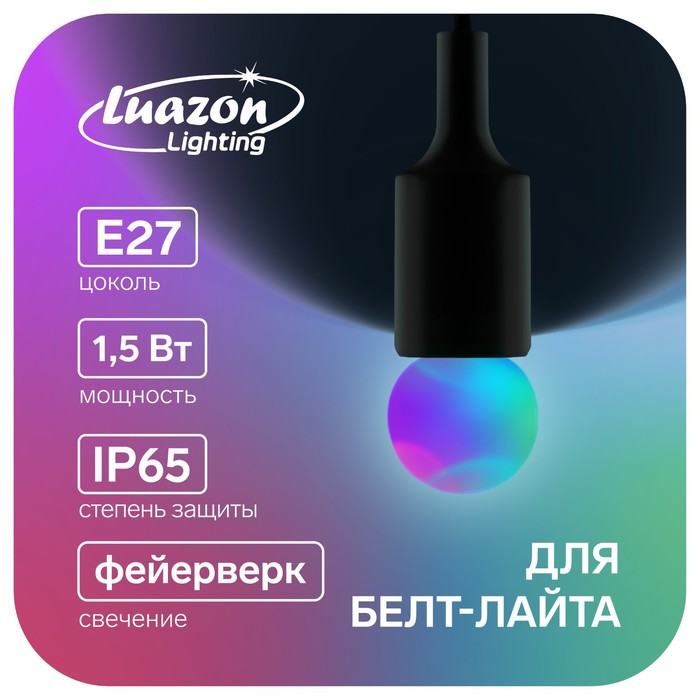 Luazon
Lighting
E27
цоколь
1,5 Вт
мощность
IP65
степень защиты
фейерверк
свечение
ДЛЯ
БЕЛТ-ЛАЙТА